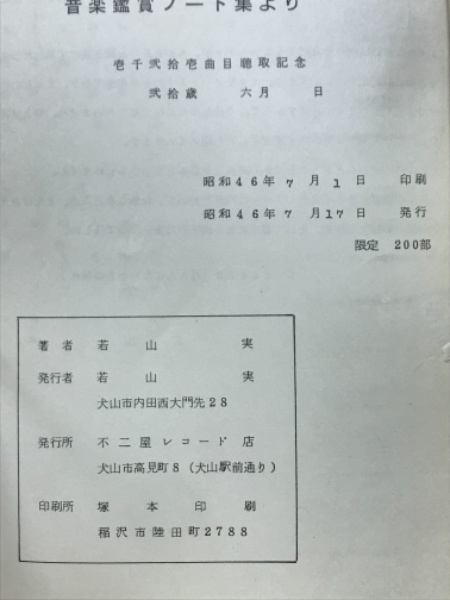 音楽鑑賞ノート集より
壱千弐拾壱曲目聴取記念
弐拾歳 六月 日
昭和46年7月1日 印刷
昭和46年7月17日 発行
限定 200部
著者 若山 実
発行者 若山 実
犬山市内田西大門先28
発行所 不二屋レコード店
犬山市高見町8(犬山駅前通り)
印刷所 塚本印刷
稲沢市陸田町2788